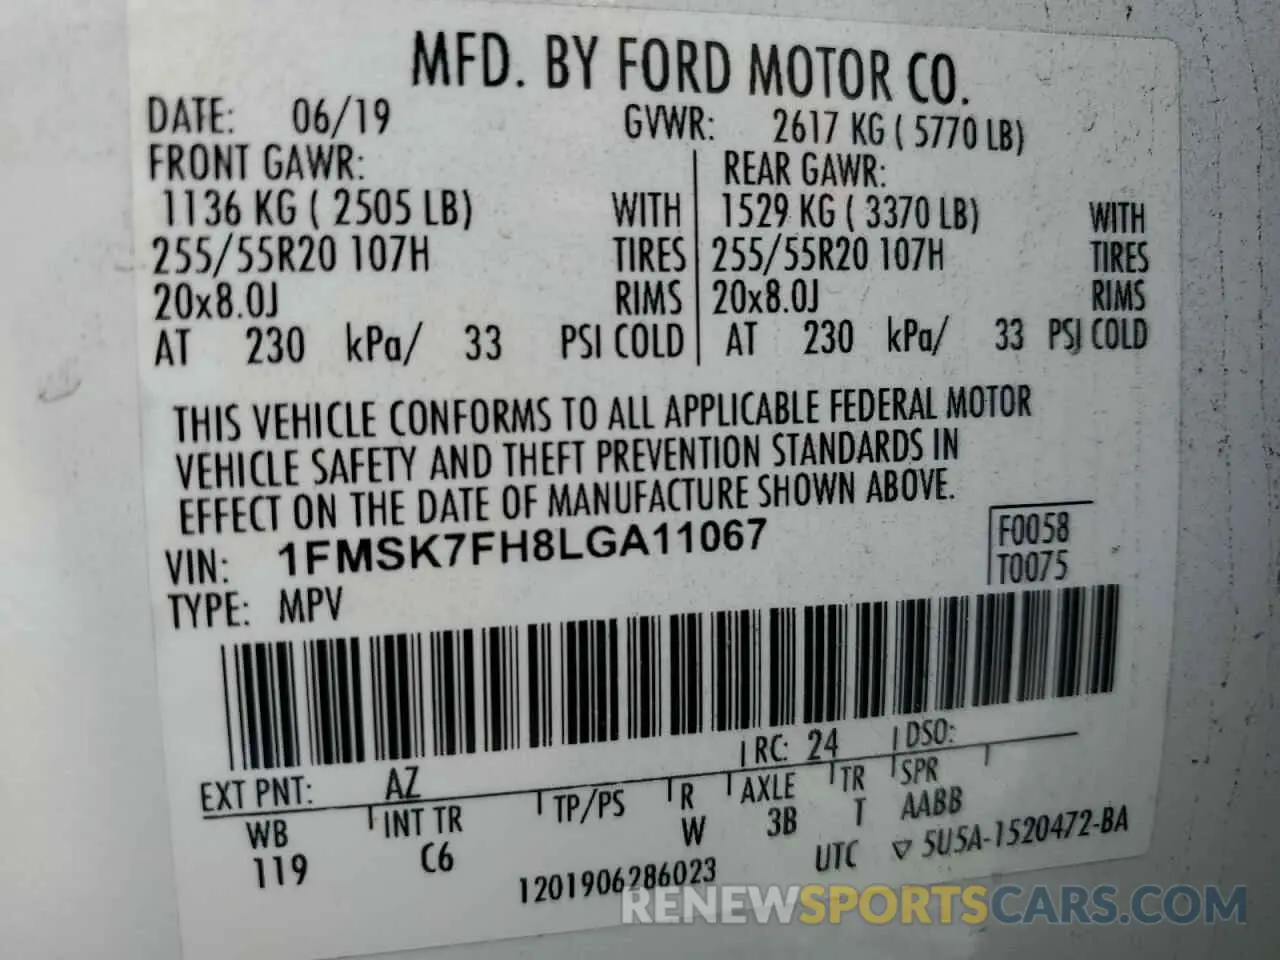 MFD. BY FORD MOTOR CO.
DATE: 06/19 GVWR: 2617 KG ( 5770 LB)
FRONT GAWR: REAR GAWR:
1136 KG ( 2505 LB) WITH 1529 KG ( 3370 LB) WITH
255/55R20 107H TIRES 255/55R20 107H TIRES
20x8.0J RIMS 20x8.0J RIMS
AT 230 kPa/ 33 PSI COLD AT 230 kPa/ 33 PSI COLD
THIS VEHICLE CONFORMS TO ALL APPLICABLE FEDERAL MOTOR
VEHICLE SAFETY AND THEFT PREVENTION STANDARDS IN
EFFECT ON THE DATE OF MANUFACTURE SHOWN ABOVE.
VIN: 1FMSK7FH8LGA11067 F0058
TYPE: MPV T0075
EXT PNT: AZ RC: 24 DSO:
WB INT TR TP/PS R AXLE TR SPR
119 C6 W 3B T AABB
1201906286023 UTC ▽ 5U5A-1520472-BA
RENEWSPORTSCARS.COM